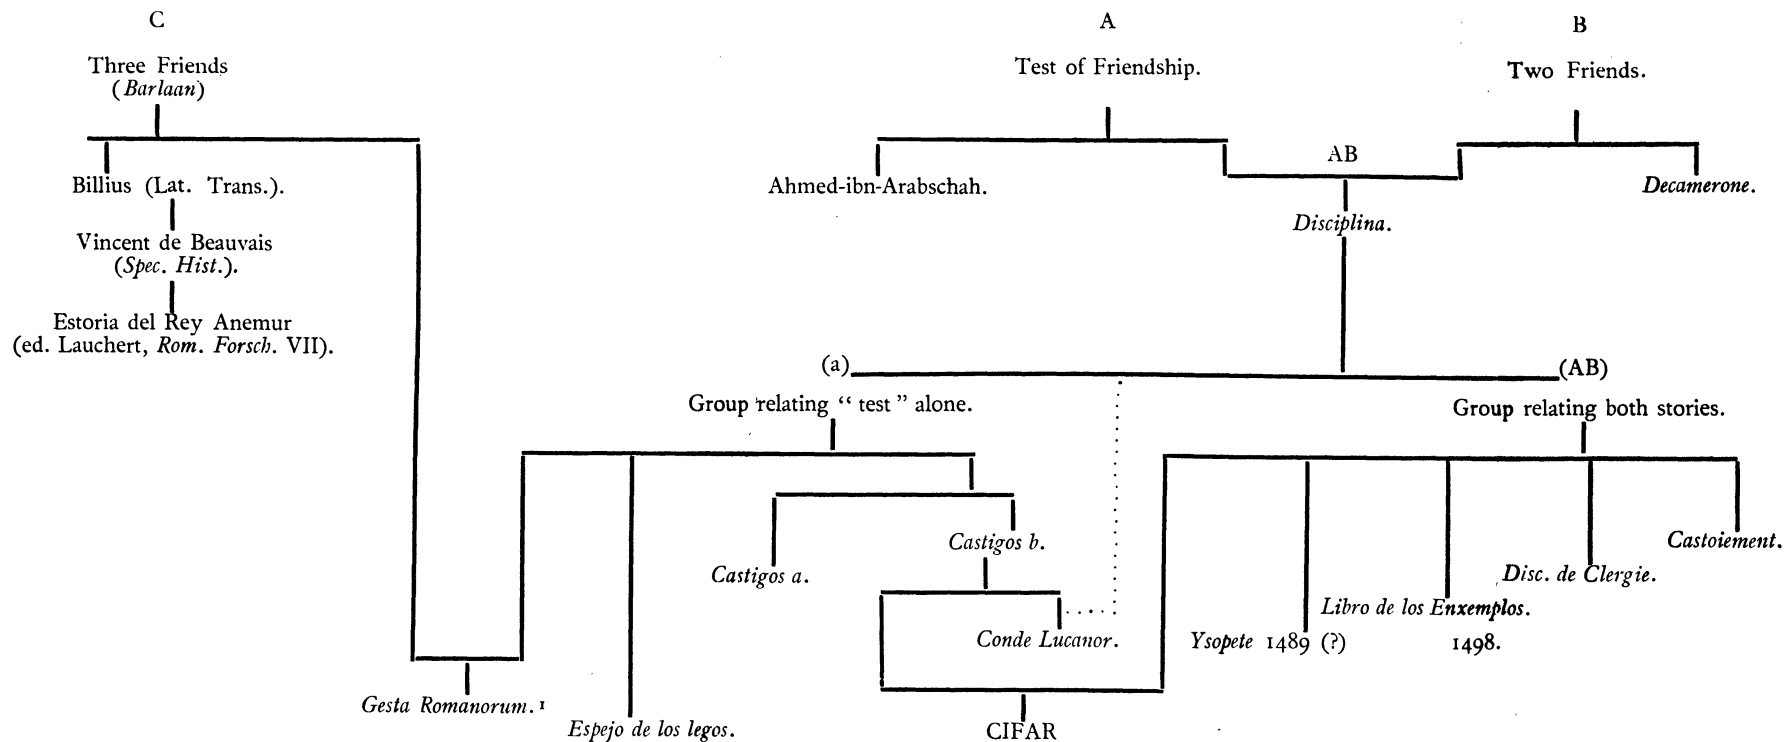 C
Three Friends
(Barlaan)
Billius (Lat. Trans.).
Vincent de Beauvais
(Spec. Hist.).
Estoria del Rey Anemur
(ed. Lauchert, Rom. Forsch. VII).
A
Test of Friendship.
B
Two Friends.
Ahmed-ibn-Arabschah.
AB
Decamerone.
Disciplina.
(a)
(AB)
Group relating “ test ” alone.
Group relating both stories.
Castigos b.
Castigos a.
Conde Lucanor.
Castoiement.
Disc. de Clergie.
Libro de los Enxemplos.
Ysopete 1489 (?)
1498.
Gesta Romanorum. 1
Espejo de los legos.
CIFAR